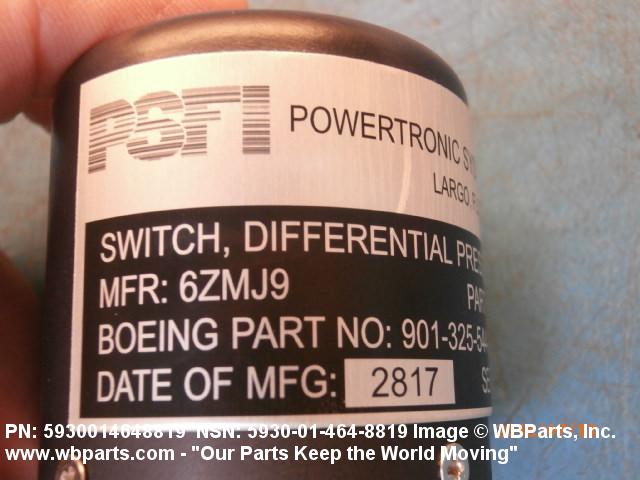 PSFI
POWERTRONIC
LARGO,
SWITCH, DIFFERENTIAL
MFR: 6ZMJ9
BOEING PART NO: 901-325-54
DATE OF MFG: 2817
PN: 5930014648819 NSN: 5930-01-464-8819 Image © WBParts, Inc.
www.wbparts.com - "Our Parts Keep the World Moving"